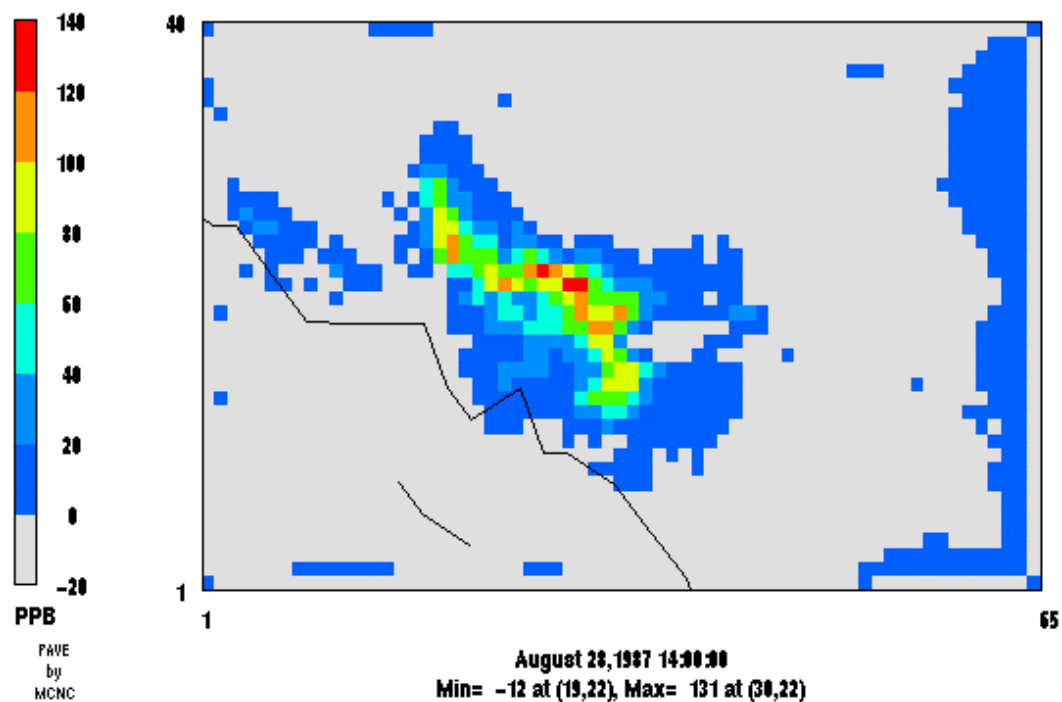 140
120
100
80
60
40
20
0
-20
PPB
PAVE
by
MCNC
40
1
1
65
August 28,1987 14:00:00
Min= -12 at (19,22), Max= 131 at (30,22)